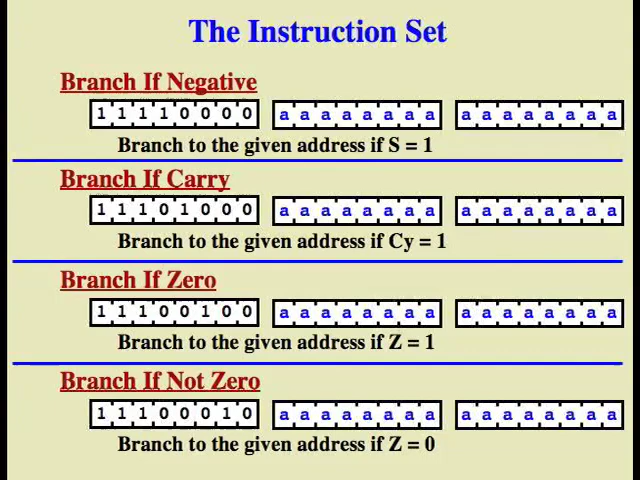 The Instruction Set
Branch If Negative
1 1 1 1 0 0 0 0 a a a a a a a a a a a a a a a a
Branch to the given address if S = 1
Branch If Carry
1 1 1 0 1 0 0 0 a a a a a a a a a a a a a a a a
Branch to the given address if Cy = 1
Branch If Zero
1 1 1 0 0 1 0 0 a a a a a a a a a a a a a a a a
Branch to the given address if Z = 1
Branch If Not Zero
1 1 1 0 0 0 1 0 a a a a a a a a a a a a a a a a
Branch to the given address if Z = 0